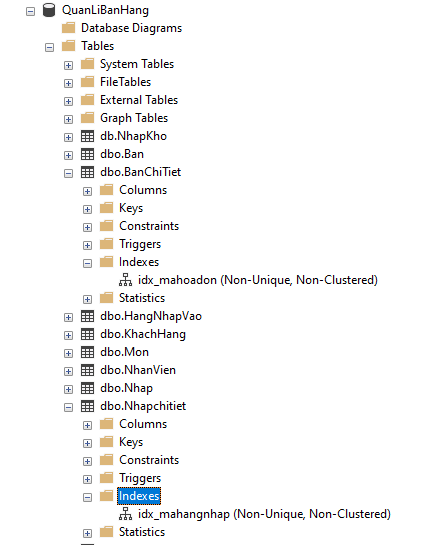 QuanLiBanHang
Database Diagrams
Tables
System Tables
FileTables
External Tables
Graph Tables
db.NhapKho
dbo.Ban
dbo.BanChiTiet
Columns
Keys
Constraints
Triggers
Indexes
idx_mahoadon (Non-Unique, Non-Clustered)
Statistics
dbo.HangNhapVao
dbo.KhachHang
dbo.Mon
dbo.NhanVien
dbo.Nhap
dbo.Nhapchitiet
Columns
Keys
Constraints
Triggers
Indexes
idx_mahangnhap (Non-Unique, Non-Clustered)
Statistics